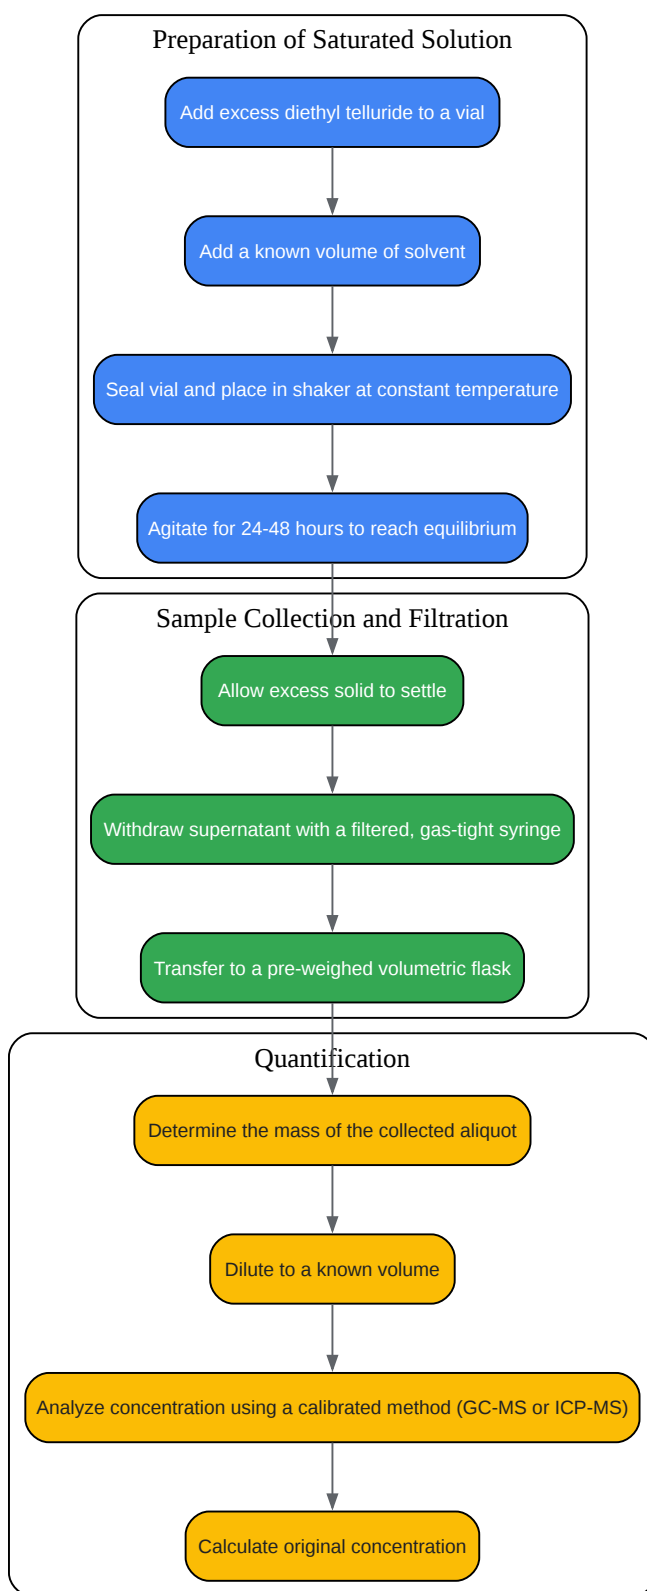 Preparation of Saturated Solution
Add excess diethyl telluride to a vial
Add a known volume of solvent
Seal vial and place in shaker at constant temperature
Agitate for 24-48 hours to reach equilibrium
Sample Collection and Filtration
Allow excess solid to settle
Withdraw supernatant with a filtered, gas-tight syringe
Transfer to a pre-weighed volumetric flask
Quantification
Determine the mass of the collected aliquot
Dilute to a known volume
Analyze concentration using a calibrated method (GC-MS or ICP-MS)
Calculate original concentration